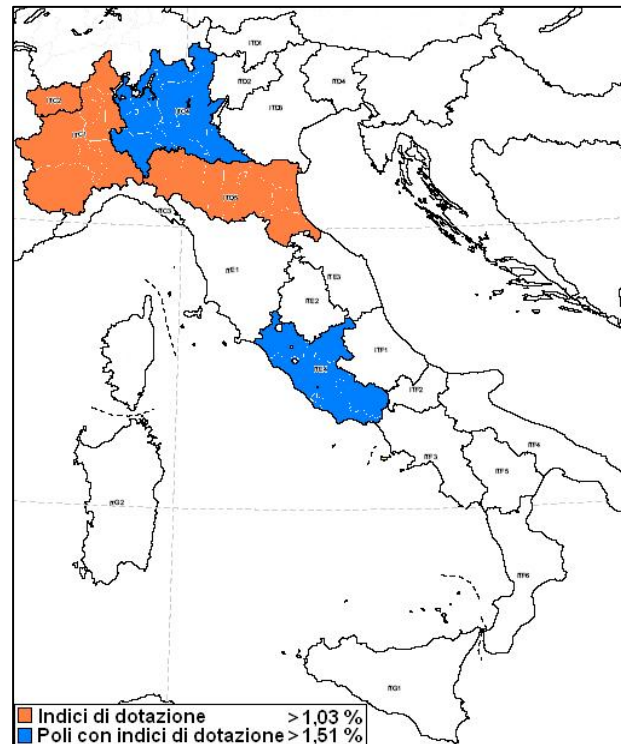 ITD1
ITD2
ITD4
ITC2
ITC4
ITD3
ITC1
ITD5
ITC3
ITE1
ITE3
ITE2
ITF1
ITE4
ITF2
ITF4
ITF3
ITF5
ITG2
ITF6
ITG1
Indici di dotazione >1,03 %
Poli con indici di dotazione >1,51 %